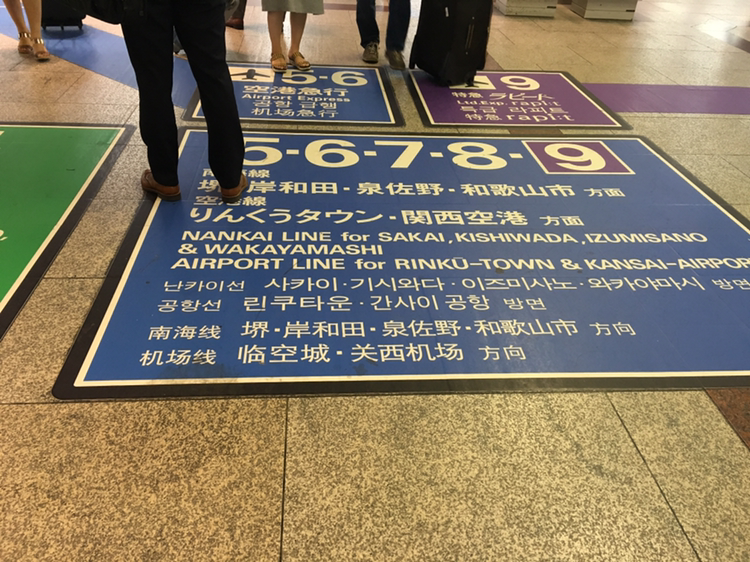 5-6
空港急行
Airport Express
공항 급행
机场急行
9
特急 ラピート
Ltd.Exp. rapi:t
특급 라피트
特急 rapi:t
5-6-7-8-9
南海線
堺・岸和田・泉佐野・和歌山市 方面
空港線
りんくうタウン・関西空港 方面
NANKAI LINE for SAKAI,KISHIWADA,IZUMISANO
& WAKAYAMASHI
AIRPORT LINE for RINKŪ-TOWN & KANSAI-AIRPOR
난카이선 사카이·기시와다·이즈미사노·와카야마시 방면
공항선 린쿠타운·간사이 공항 방면
南海线 堺·岸和田·泉佐野·和歌山市 方向
机场线 临空城·关西机场 方向